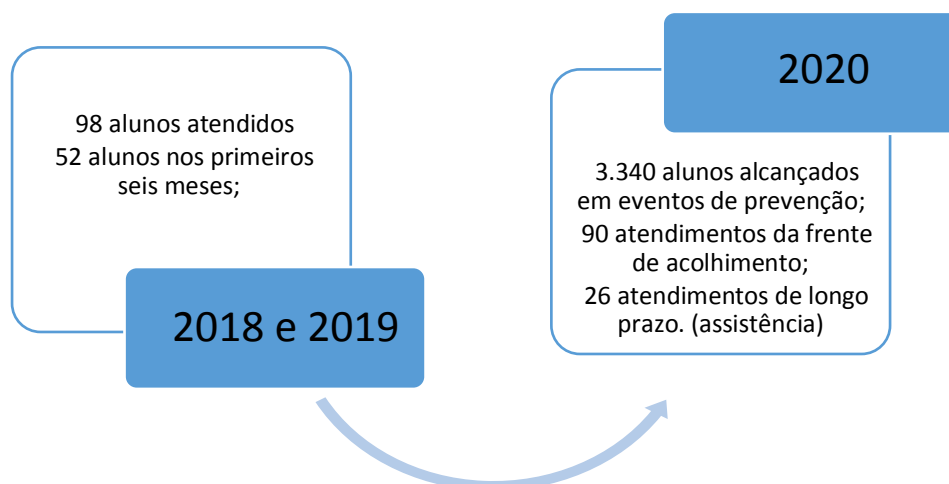 98 alunos atendidos
52 alunos nos primeiros
seis meses;
2018 e 2019
2020
3.340 alunos alcançados
em eventos de prevenção;
90 atendimentos da frente
de acolhimento;
26 atendimentos de longo
prazo. (assistência)